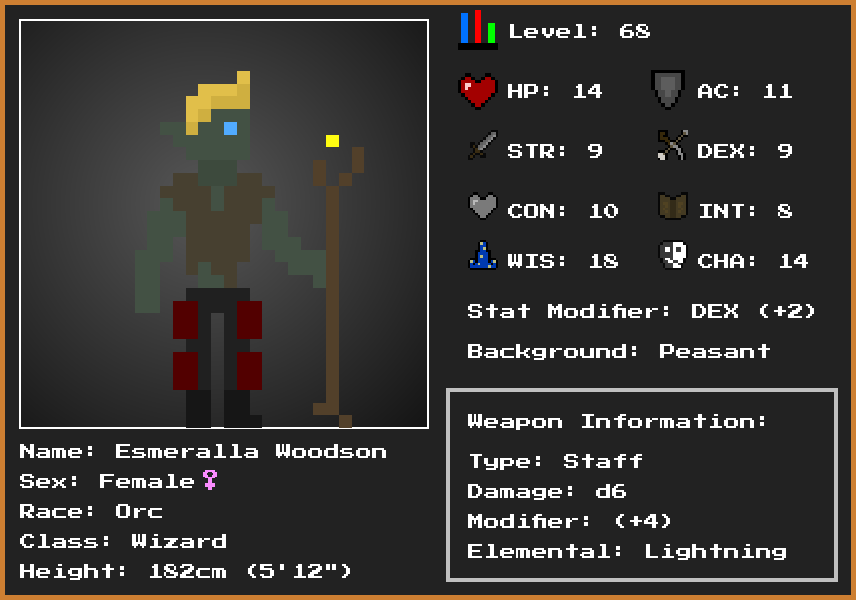 Level: 68
HP: 14
AC: 11
STR: 9
DEX: 9
CON: 10
INT: 8
WIS: 18
CHA: 14
Stat Modifier: DEX (+2)
Background: Peasant
Weapon Information:
Type: Staff
Damage: d6
Modifier: (+4)
Elemental: Lightning
Name: Esmeralla Woodson
Sex: Female♀
Race: Orc
Class: Wizard
Height: 182cm (5'12")